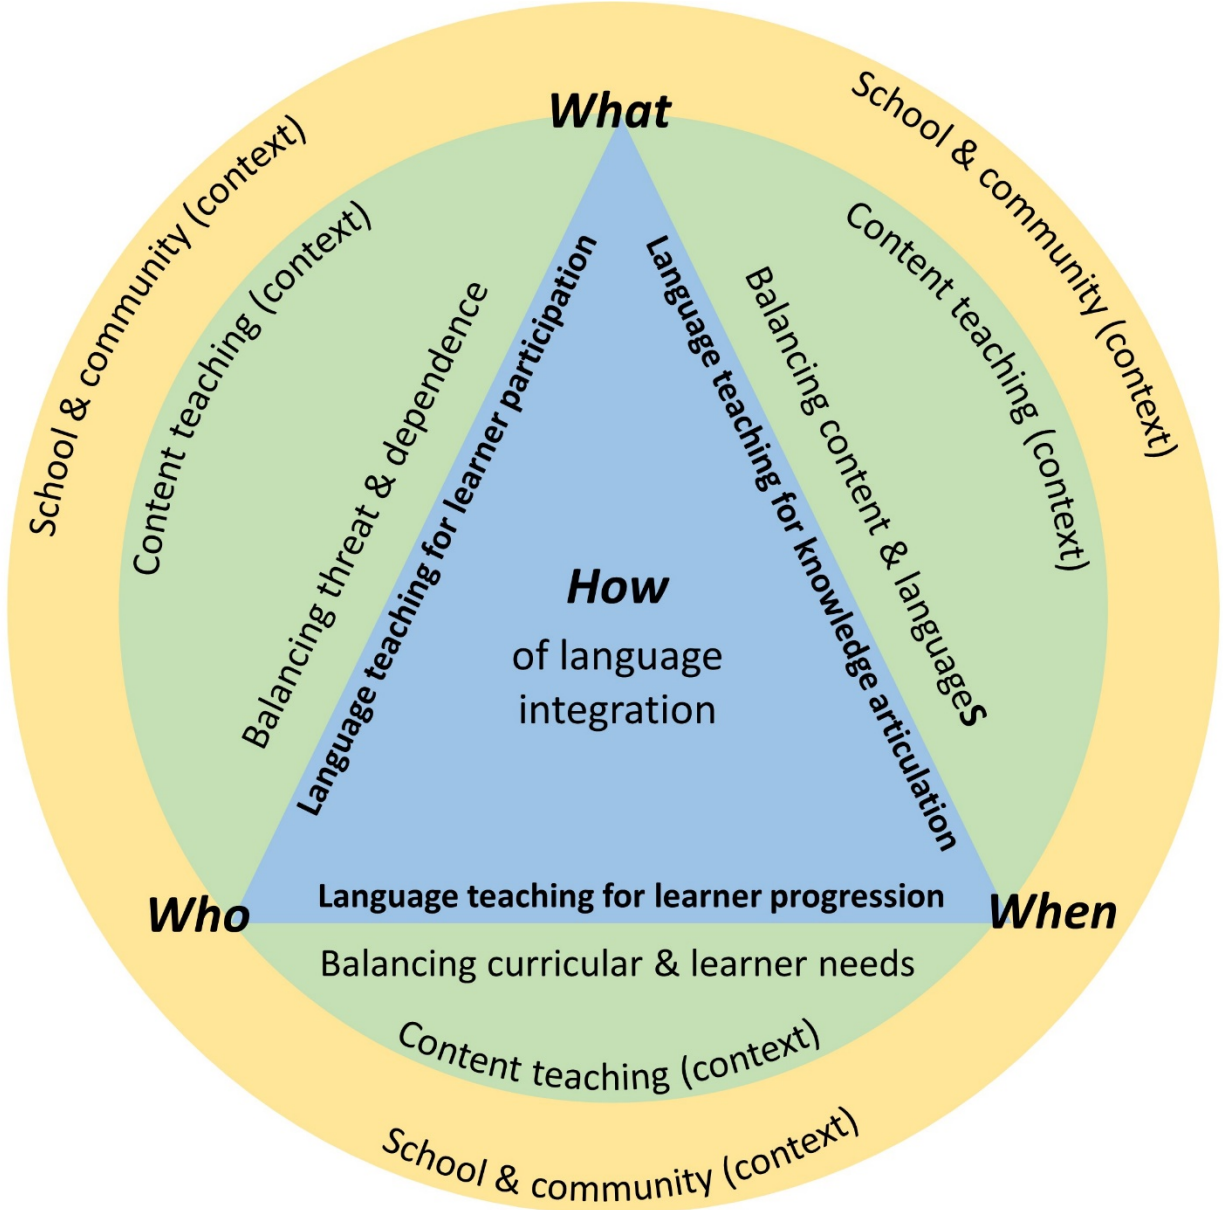 What
School & community (context)
School & community (context)
Content teaching (context)
Content teaching (context)
Balancing threat & dependence
Language teaching for learner participation
Language teaching for knowledge articulation
Balancing content & languages
How
of language
integration
Who
Language teaching for learner progression
When
Balancing curricular & learner needs
Content teaching (context)
School & community (context)